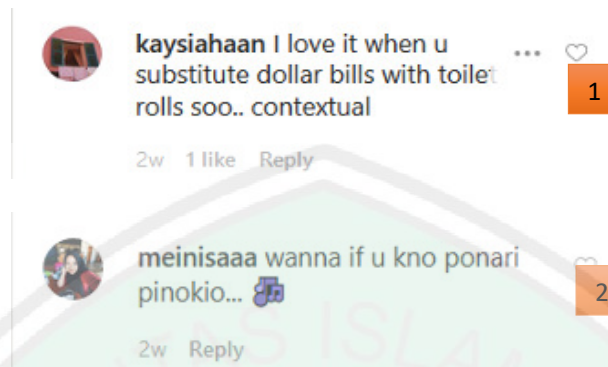 kaysiahaan I love it when u
substitute dollar bills with toilet
rolls soo.. contextual
1
2w 1 like Reply
meinisaaa wanna if u kno ponari
pinokio...
2
2w Reply